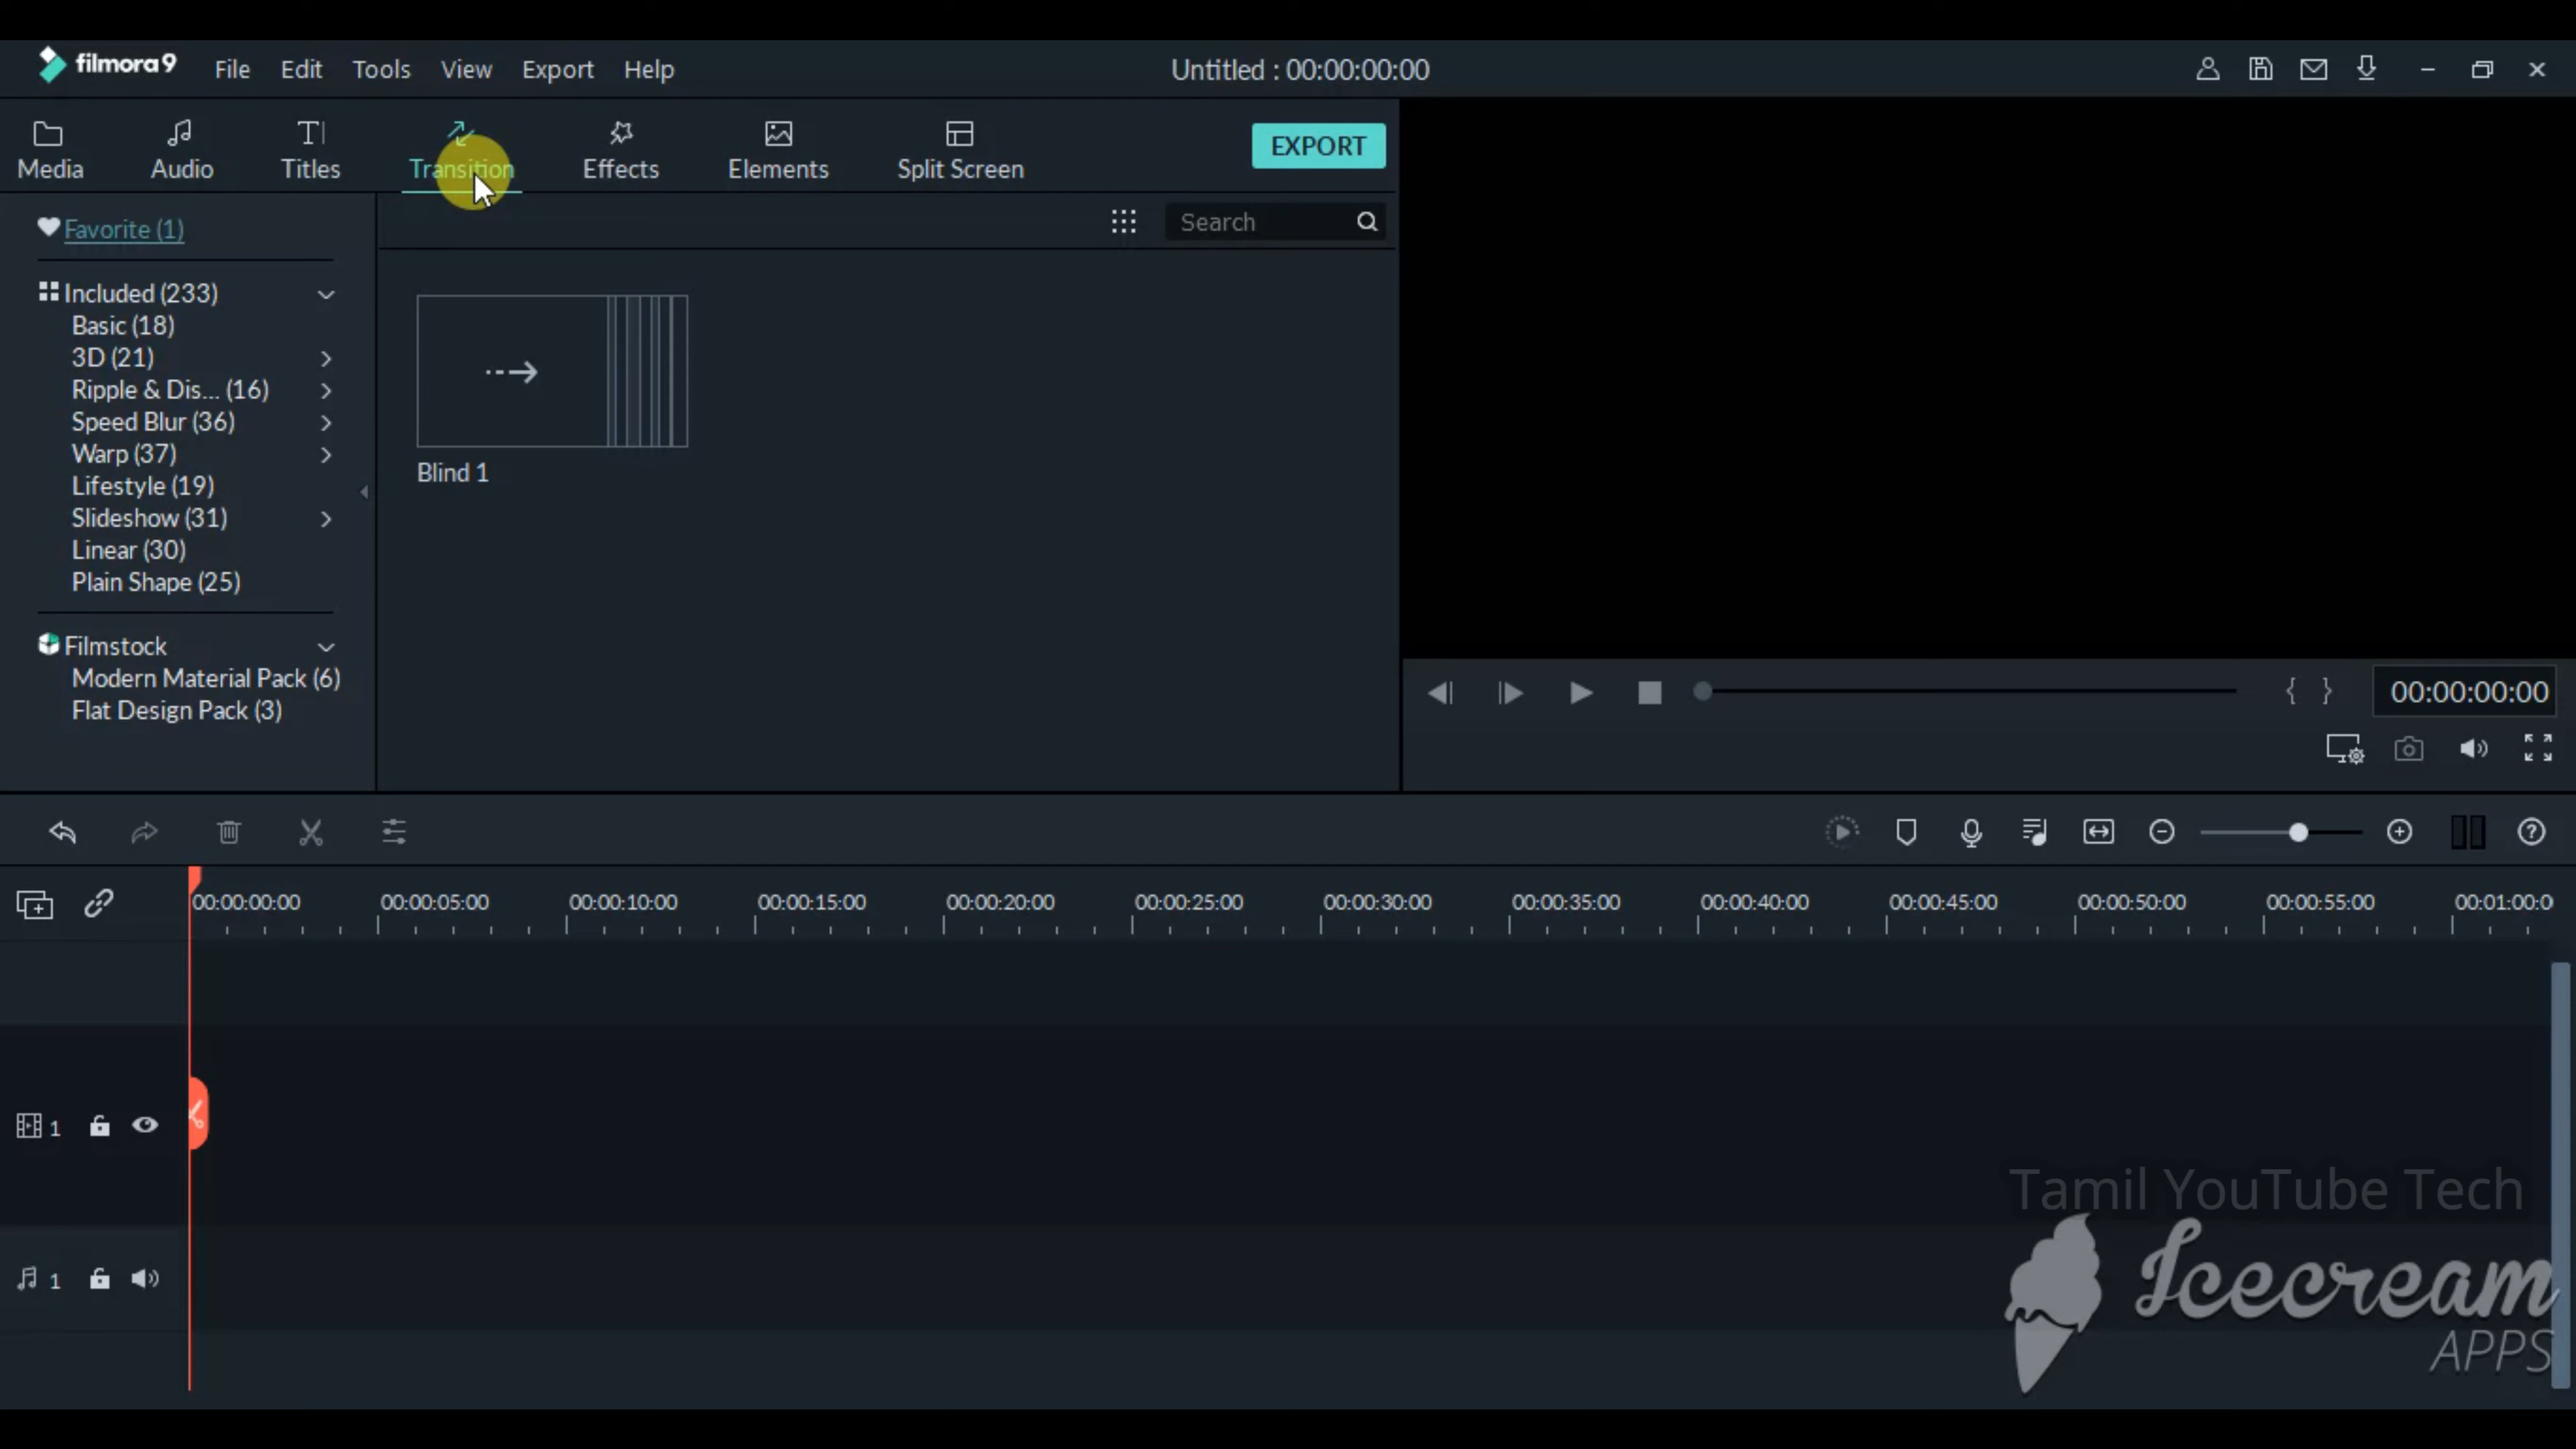 filmora9 File Edit Tools View Export Help Untitled : 00:00:00:00
Media Audio Titles Transition Effects Elements Split Screen EXPORT
Favorite (1)
Search
Included (233)
Basic (18)
3D (21)
Ripple & Dis... (16)
Speed Blur (36)
Warp (37)
Lifestyle (19)
Slideshow (31)
Linear (30)
Plain Shape (25)
Filmstock
Modern Material Pack (6)
Flat Design Pack (3)
Blind 1
{ } 00:00:00:00
00:00:00:00 00:00:05:00 00:00:10:00 00:00:15:00 00:00:20:00 00:00:25:00 00:00:30:00 00:00:35:00 00:00:40:00 00:00:45:00 00:00:50:00 00:00:55:00 00:01:00:0
1
1
Tamil YouTube Tech
Icecream
APPS